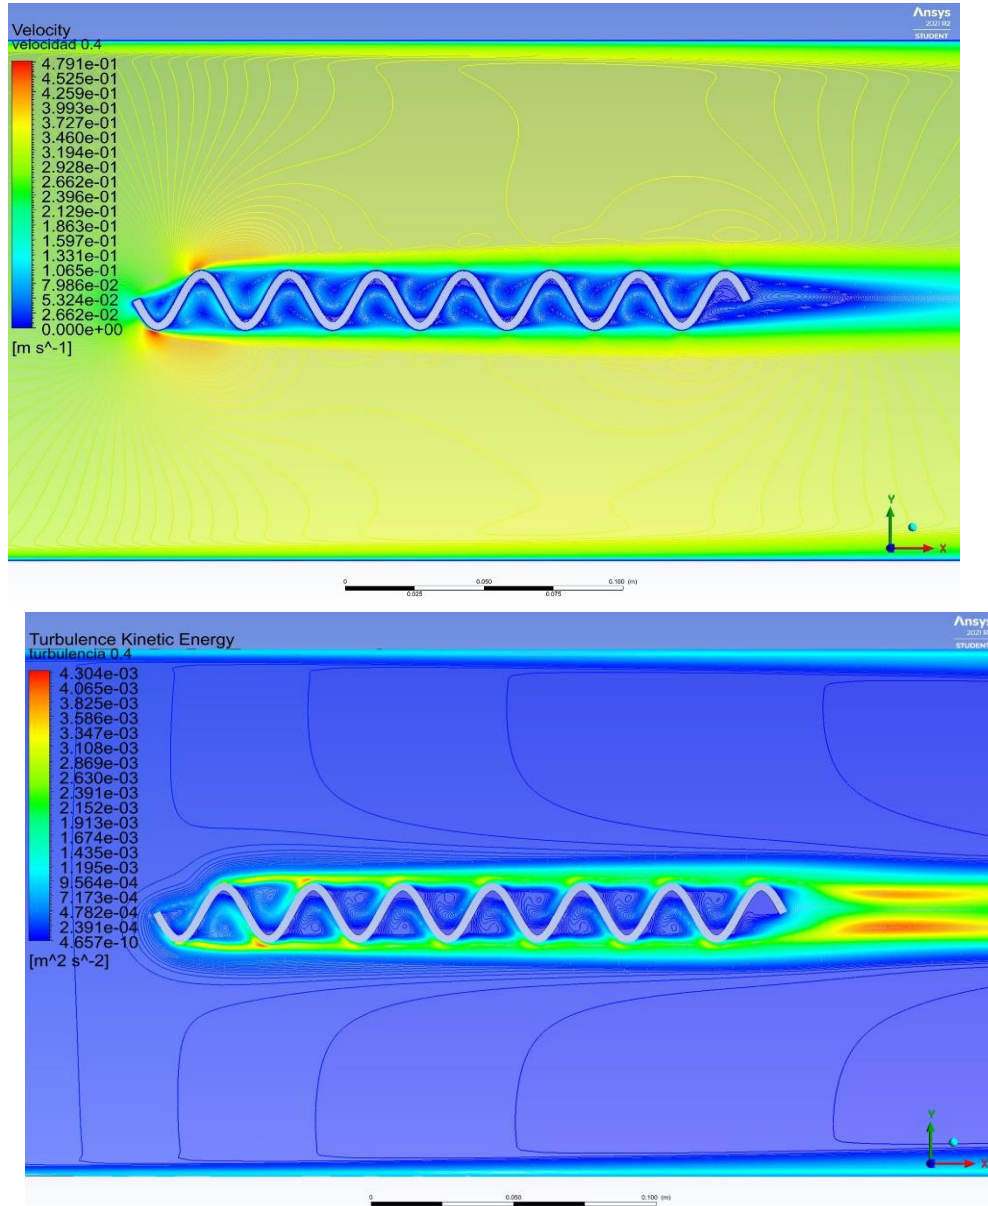 Ansys
2021 R2
STUDENT
Velocity
velocidad 0.4
4.791e-01
4.525e-01
4.259e-01
3.993e-01
3.727e-01
3.460e-01
3.194e-01
2.928e-01
2.662e-01
2.396e-01
2.129e-01
1.863e-01
1.597e-01
1.331e-01
1.065e-01
7.986e-02
5.324e-02
2.662e-02
0.000e+00
[m s^-1]
Y
X
0 0.050 0.100 (m)
0.025 0.075
Ansys
2021 R
STUDENT
Turbulence Kinetic Energy
turbulencia 0.4
4.304e-03
4.065e-03
3.825e-03
3.586e-03
3.347e-03
3.108e-03
2.869e-03
2.630e-03
2.391e-03
2.152e-03
1.913e-03
1.674e-03
1.435e-03
1.195e-03
9.564e-04
7.173e-04
4.782e-04
2.391e-04
4.657e-10
[m^2 s^-2]
Y
X
0 0.050 0.100 (m)